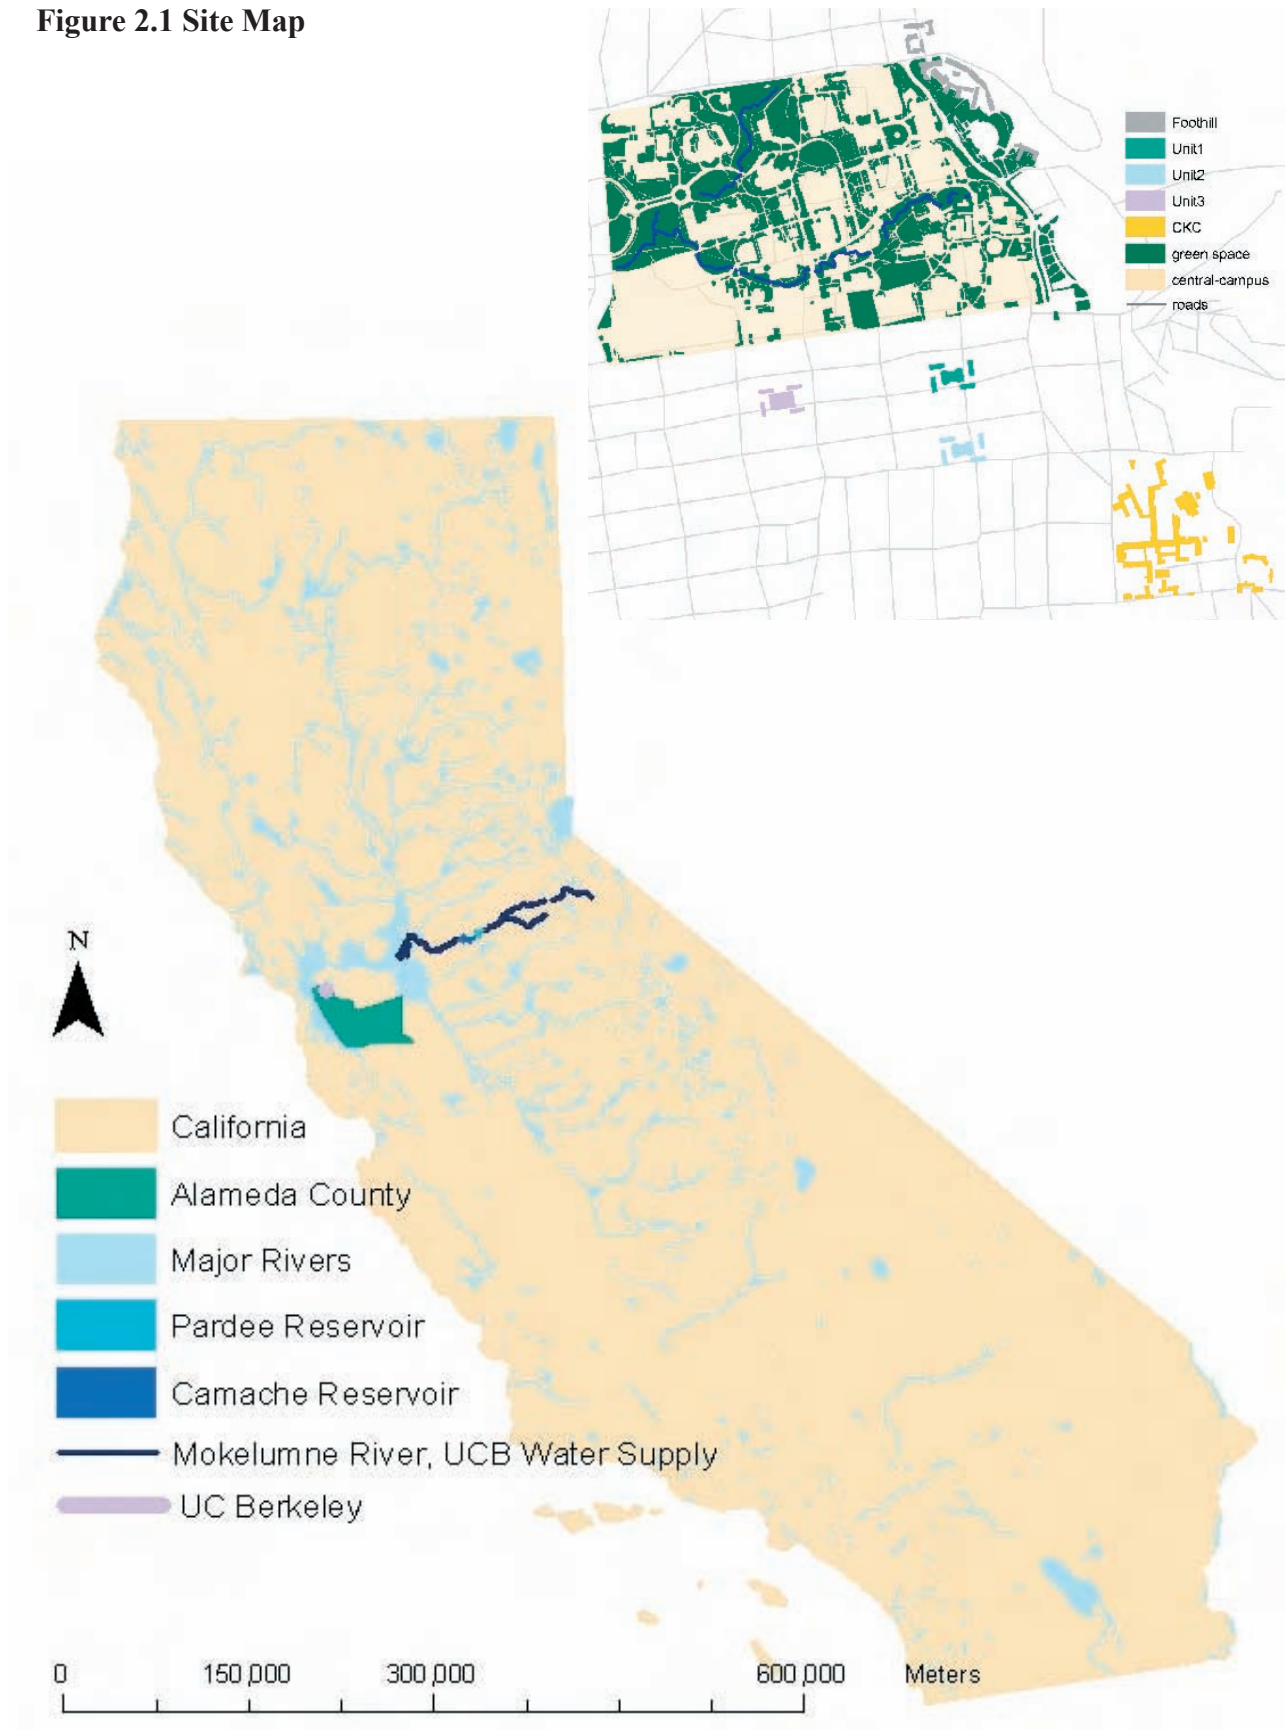 Figure 2.1 Site Map
Foothill
Unit1
Unit2
Unit3
CKC
green space
central-campus
roads
N
California
Alameda County
Major Rivers
Pardee Reservoir
Camache Reservoir
Mokelumne River, UCB Water Supply
UC Berkeley
0 150,000 300,000 600,000 Meters